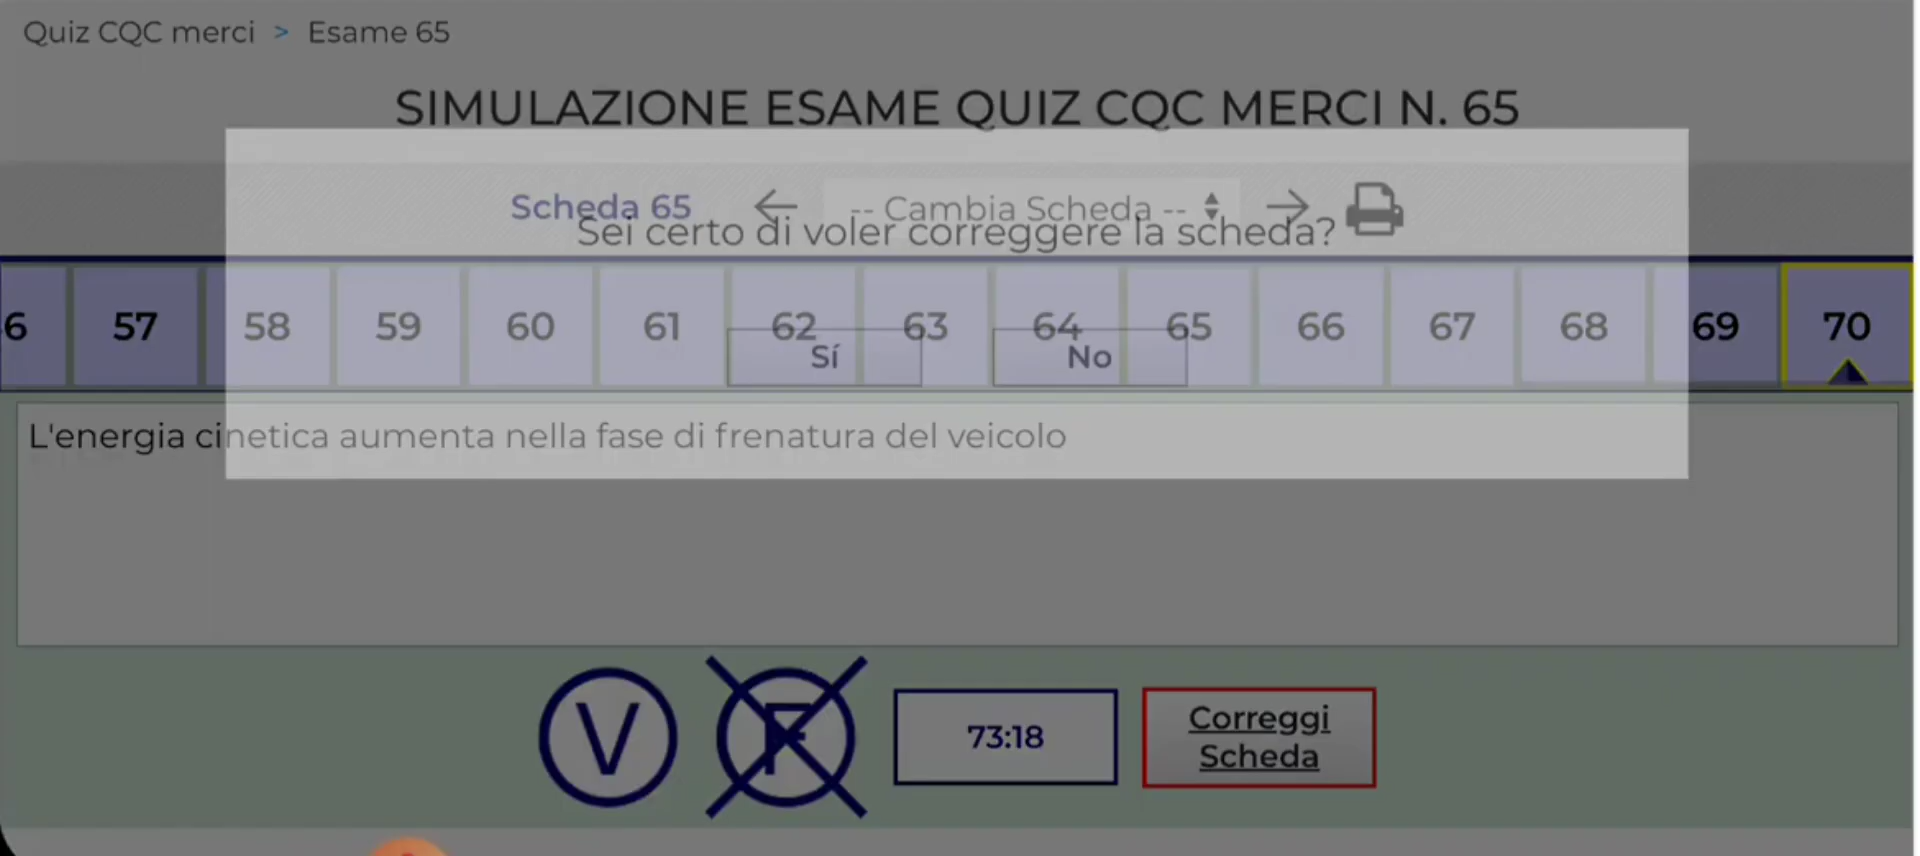 Quiz CQC merci > Esame 65
SIMULAZIONE ESAME QUIZ CQC MERCI N. 65
Scheda 65 ← -- Cambia Scheda -- →
Sei certo di voler correggere la scheda?
6 57 58 59 60 61 62 63 64 65 66 67 68 69 70
Sí No
L'energia cinetica aumenta nella fase di frenatura del veicolo
V F 73:18 Correggi
Scheda